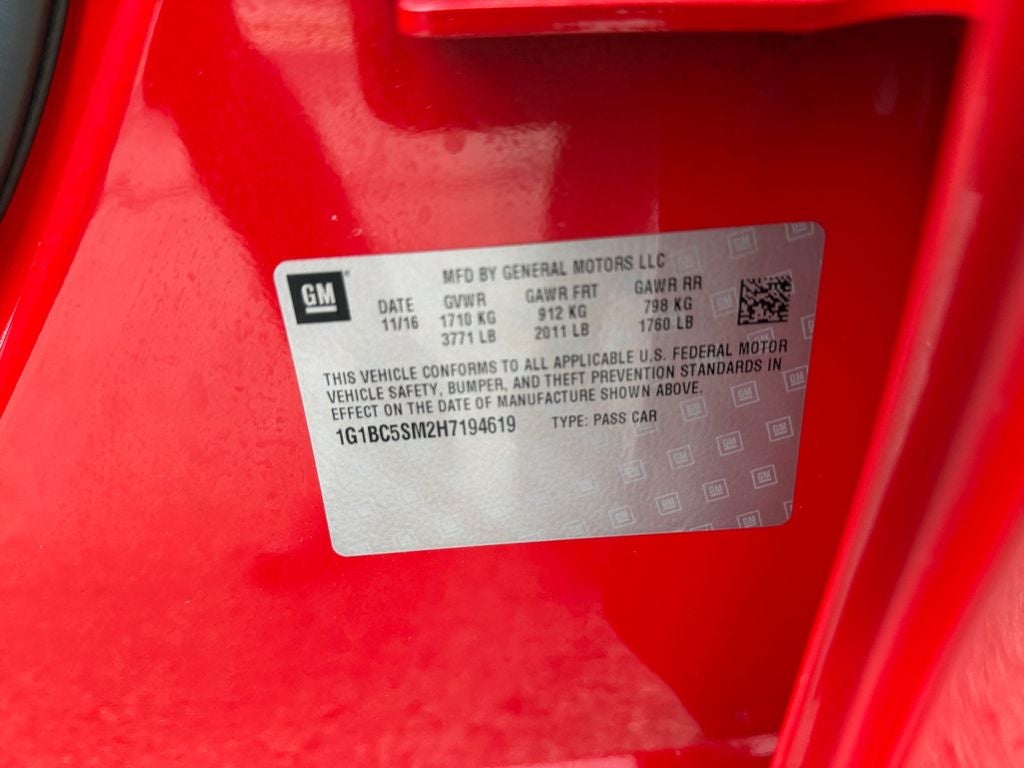 GM
MFD BY GENERAL MOTORS LLC
DATE GVWR GAWR FRT GAWR RR
11/16 1710 KG 912 KG 798 KG
3771 LB 2011 LB 1760 LB
THIS VEHICLE CONFORMS TO ALL APPLICABLE U.S. FEDERAL MOTOR
VEHICLE SAFETY, BUMPER, AND THEFT PREVENTION STANDARDS IN
EFFECT ON THE DATE OF MANUFACTURE SHOWN ABOVE.
1G1BC5SM2H7194619 TYPE: PASS CAR